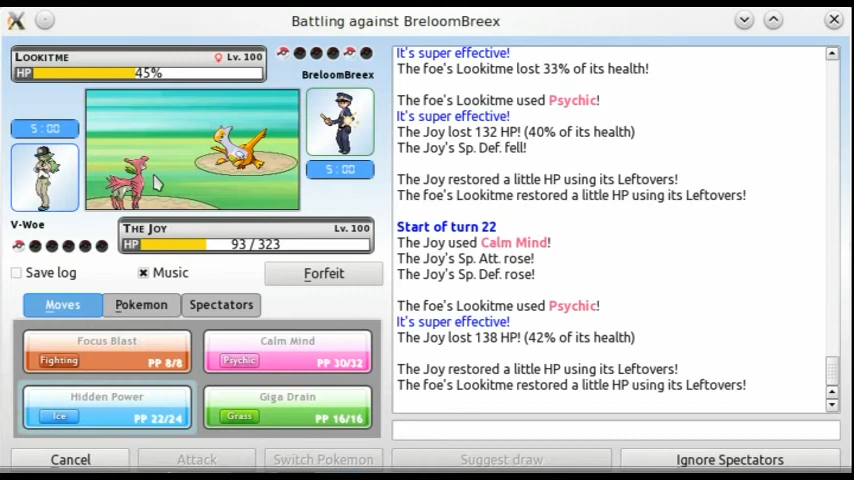 Battling against BreloomBreex
LOOKITME Lv. 100
HP 45%
BreloomBreex
5 : 00
5 : 00
V-Woe
THE JOY Lv. 100
HP 93 / 323
Save log
Music
Forfeit
Moves
Pokemon
Spectators
Focus Blast
Fighting PP 8/8
Calm Mind
Psychic PP 30/32
Hidden Power
Ice PP 22/24
Giga Drain
Grass PP 16/16
It's super effective!
The foe's Lookitme lost 33% of its health!
The foe's Lookitme used Psychic!
It's super effective!
The Joy lost 132 HP! (40% of its health)
The Joy's Sp. Def. fell!
The Joy restored a little HP using its Leftovers!
The foe's Lookitme restored a little HP using its Leftovers!
Start of turn 22
The Joy used Calm Mind!
The Joy's Sp. Att. rose!
The Joy's Sp. Def. rose!
The foe's Lookitme used Psychic!
It's super effective!
The Joy lost 138 HP! (42% of its health)
The Joy restored a little HP using its Leftovers!
The foe's Lookitme restored a little HP using its Leftovers!
Cancel
Attack
Switch Pokemon
Suggest draw
Ignore Spectators